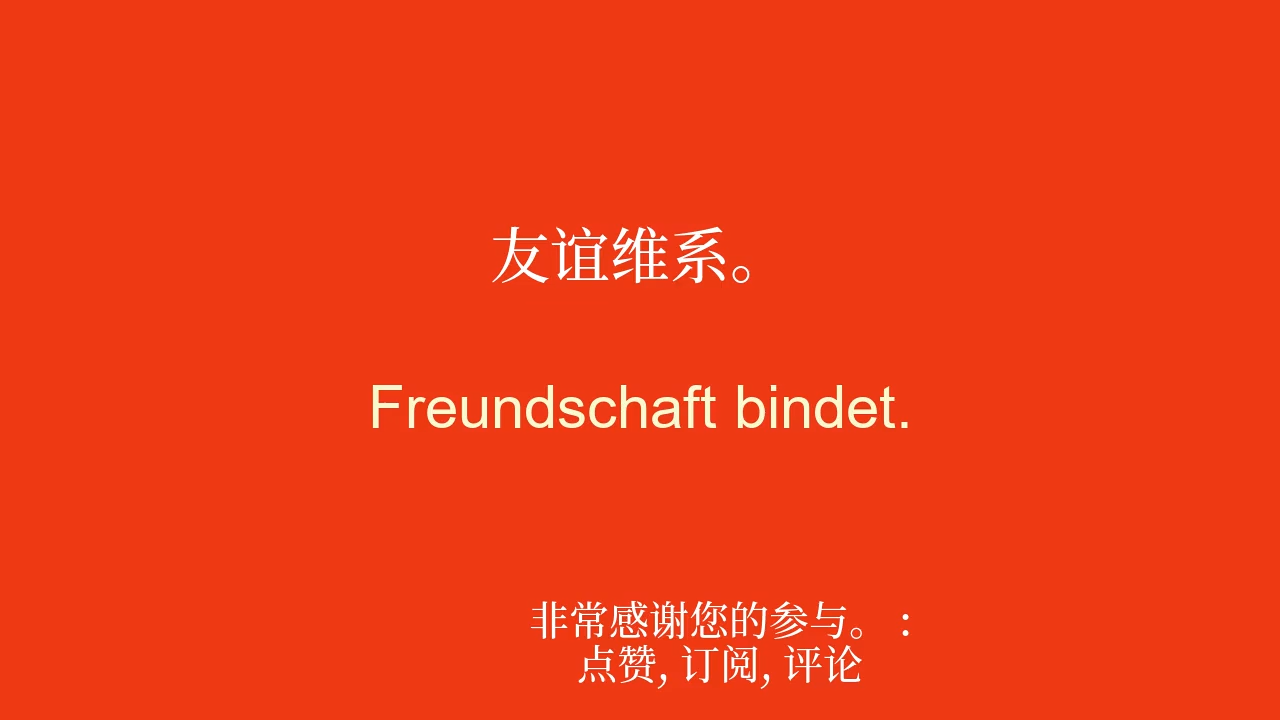 友谊维系。
Freundschaft bindet.
非常感谢您的参与。 :
点赞, 订阅, 评论